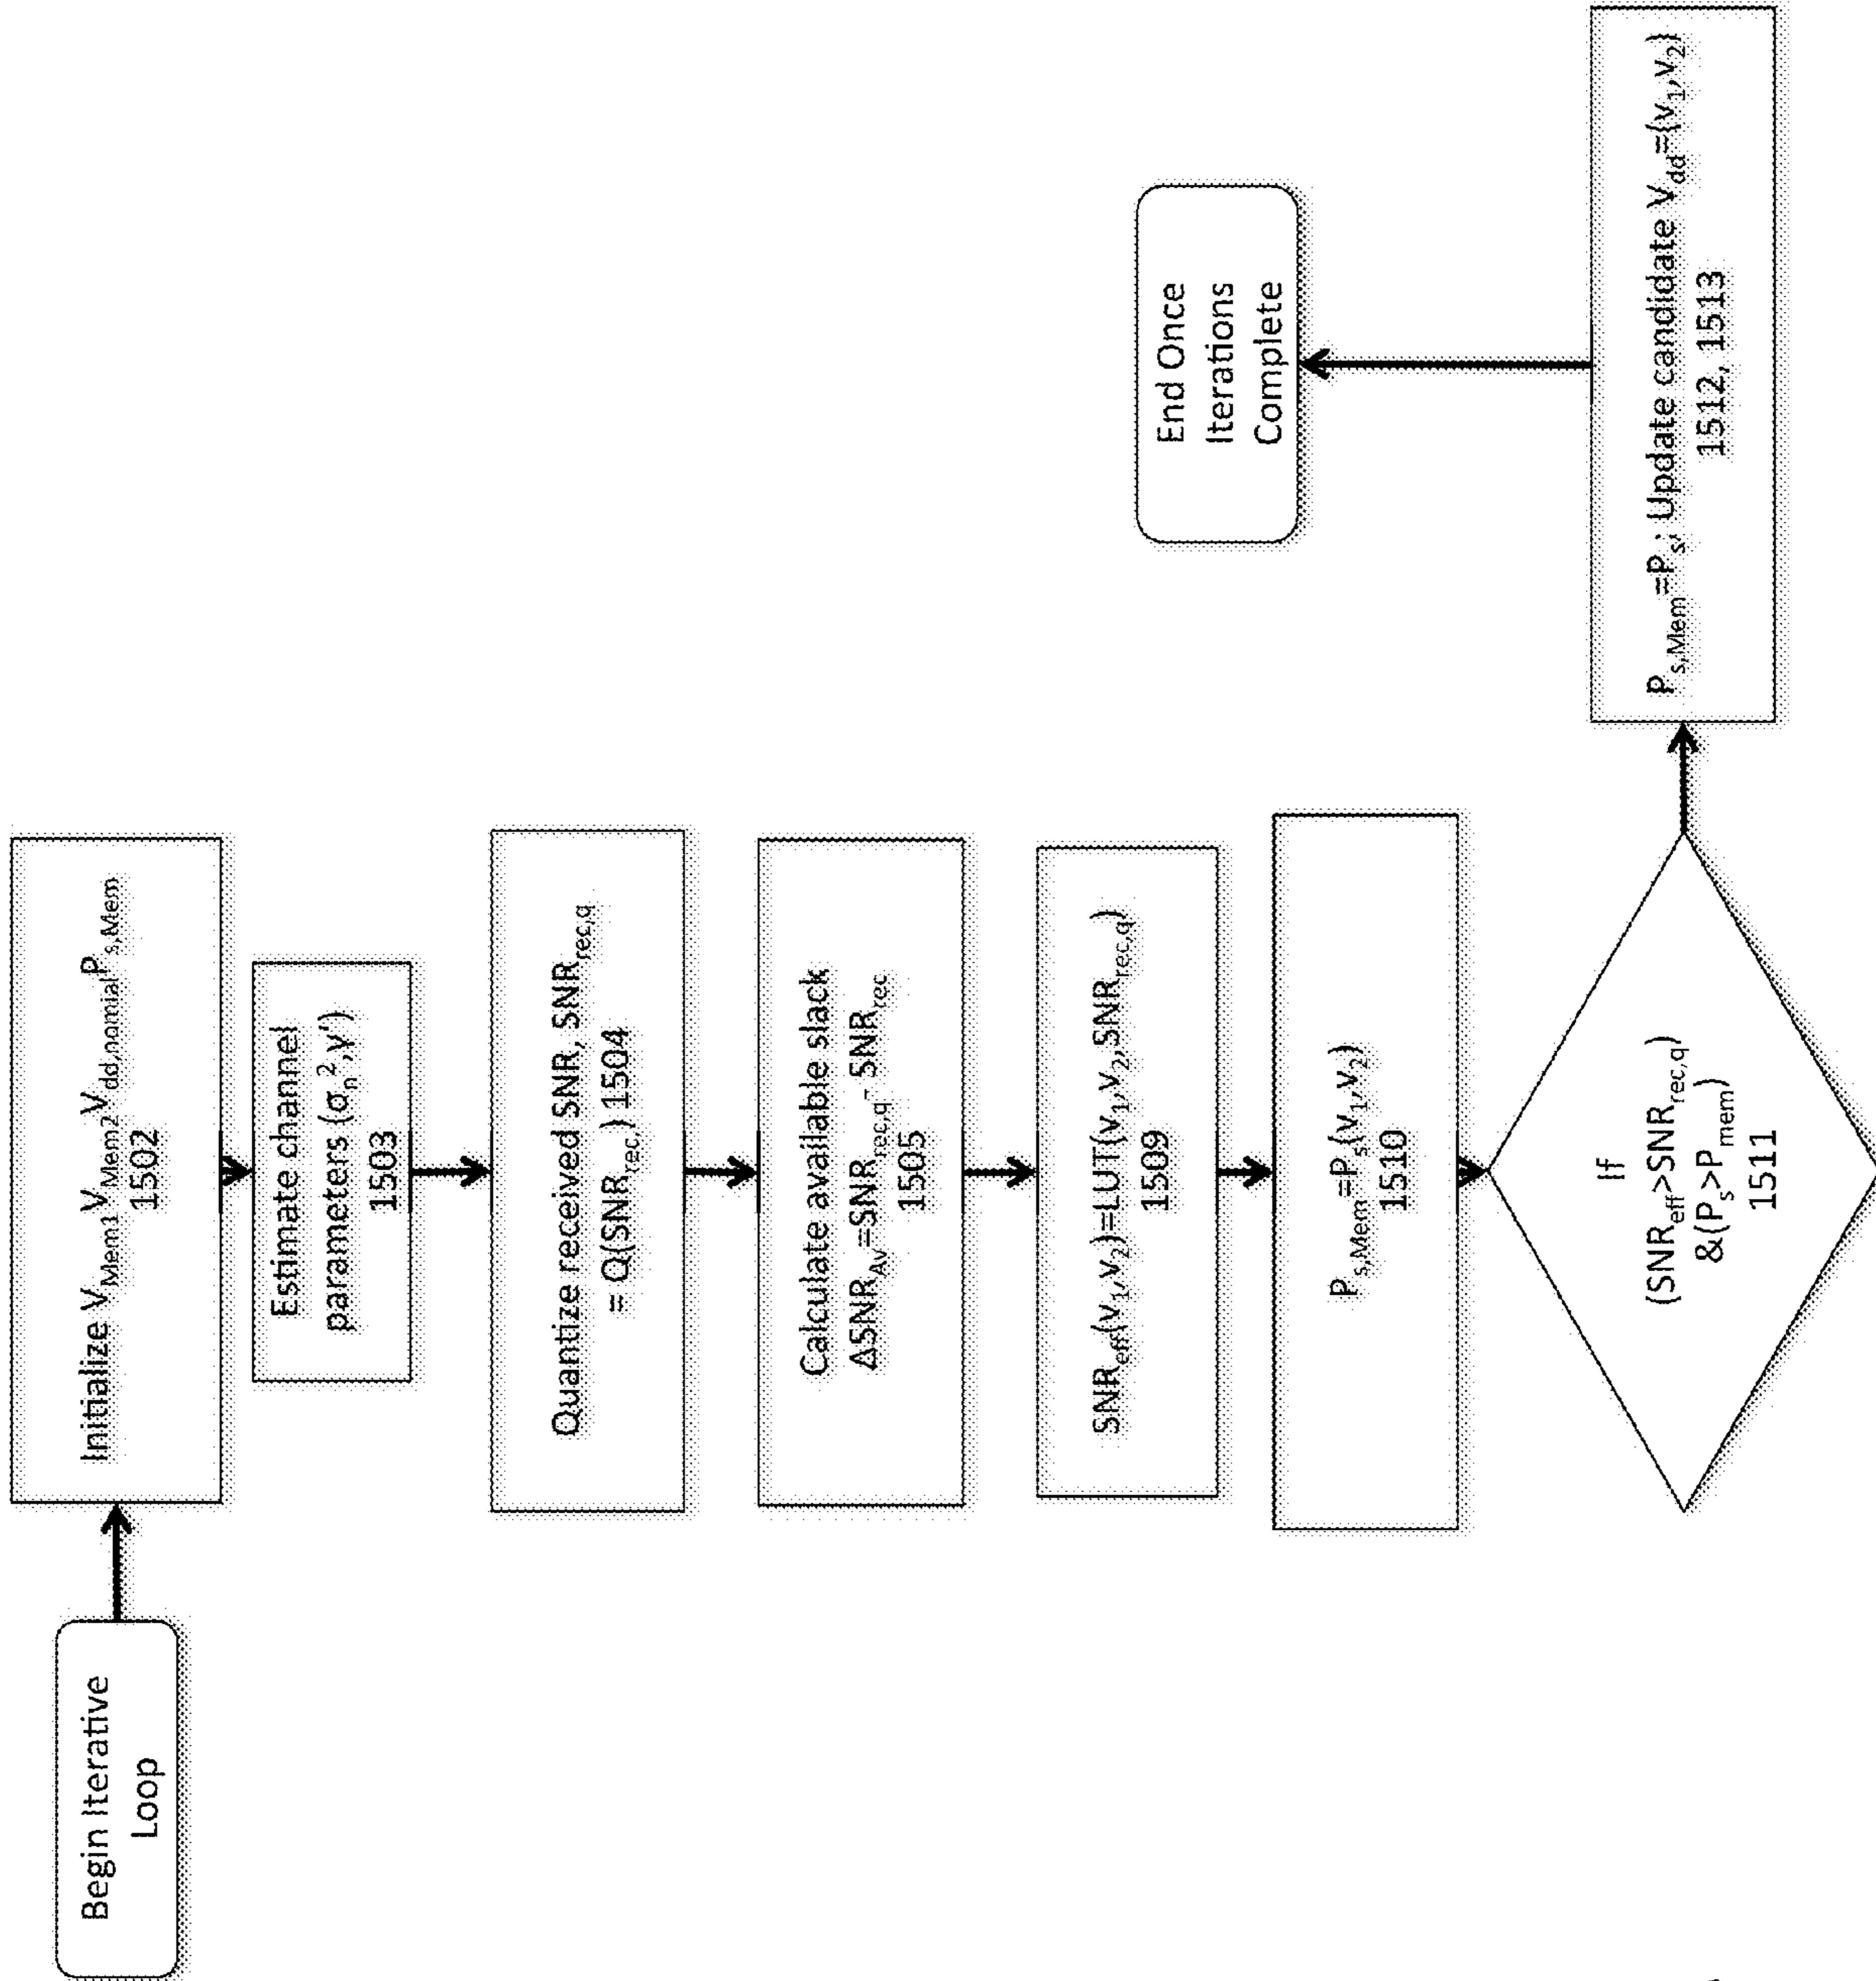 Begin Iterative
Loop
Initialize V_Mem1 V_Mem2 V_dd,nomial P_s,Mem
1502
Estimate channel
parameters (σ_n^2,γ')
1503
Quantize received SNR, SNR_rec,q
= Q(SNR_rec,) 1504
Calculate available slack
ΔSNR_Av=SNR_rec,q- SNR_rec
1505
SNR_eff(v_1,v_2)=LUT(v_1,v_2,SNR_rec,q)
1509
P_s,Mem=P_s(v_1,v_2)
1510
If
(SNR_eff>SNR_rec,q)
&(P_s>P_mem)
1511
P_s,Mem=P_s; Update candidate V_dd={v_1,v_2}
1512, 1513
End Once
Iterations
Complete